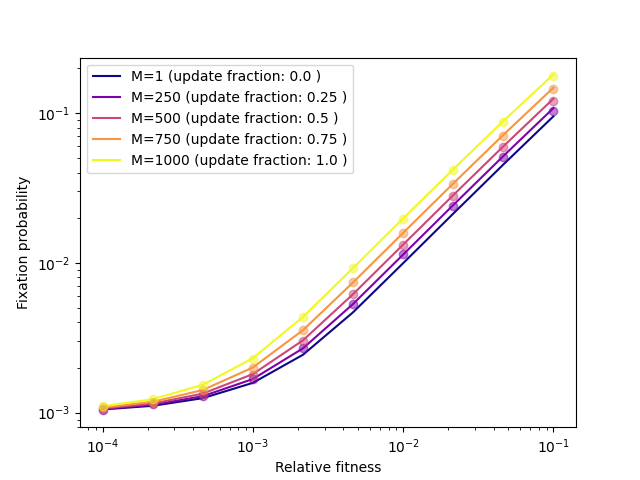 M=1 (update fraction: 0.0 )
M=250 (update fraction: 0.25 )
M=500 (update fraction: 0.5 )
M=750 (update fraction: 0.75 )
M=1000 (update fraction: 1.0 )
Fixation probability
10⁻¹
10⁻²
10⁻³
10⁻⁴ 10⁻³ 10⁻² 10⁻¹
Relative fitness